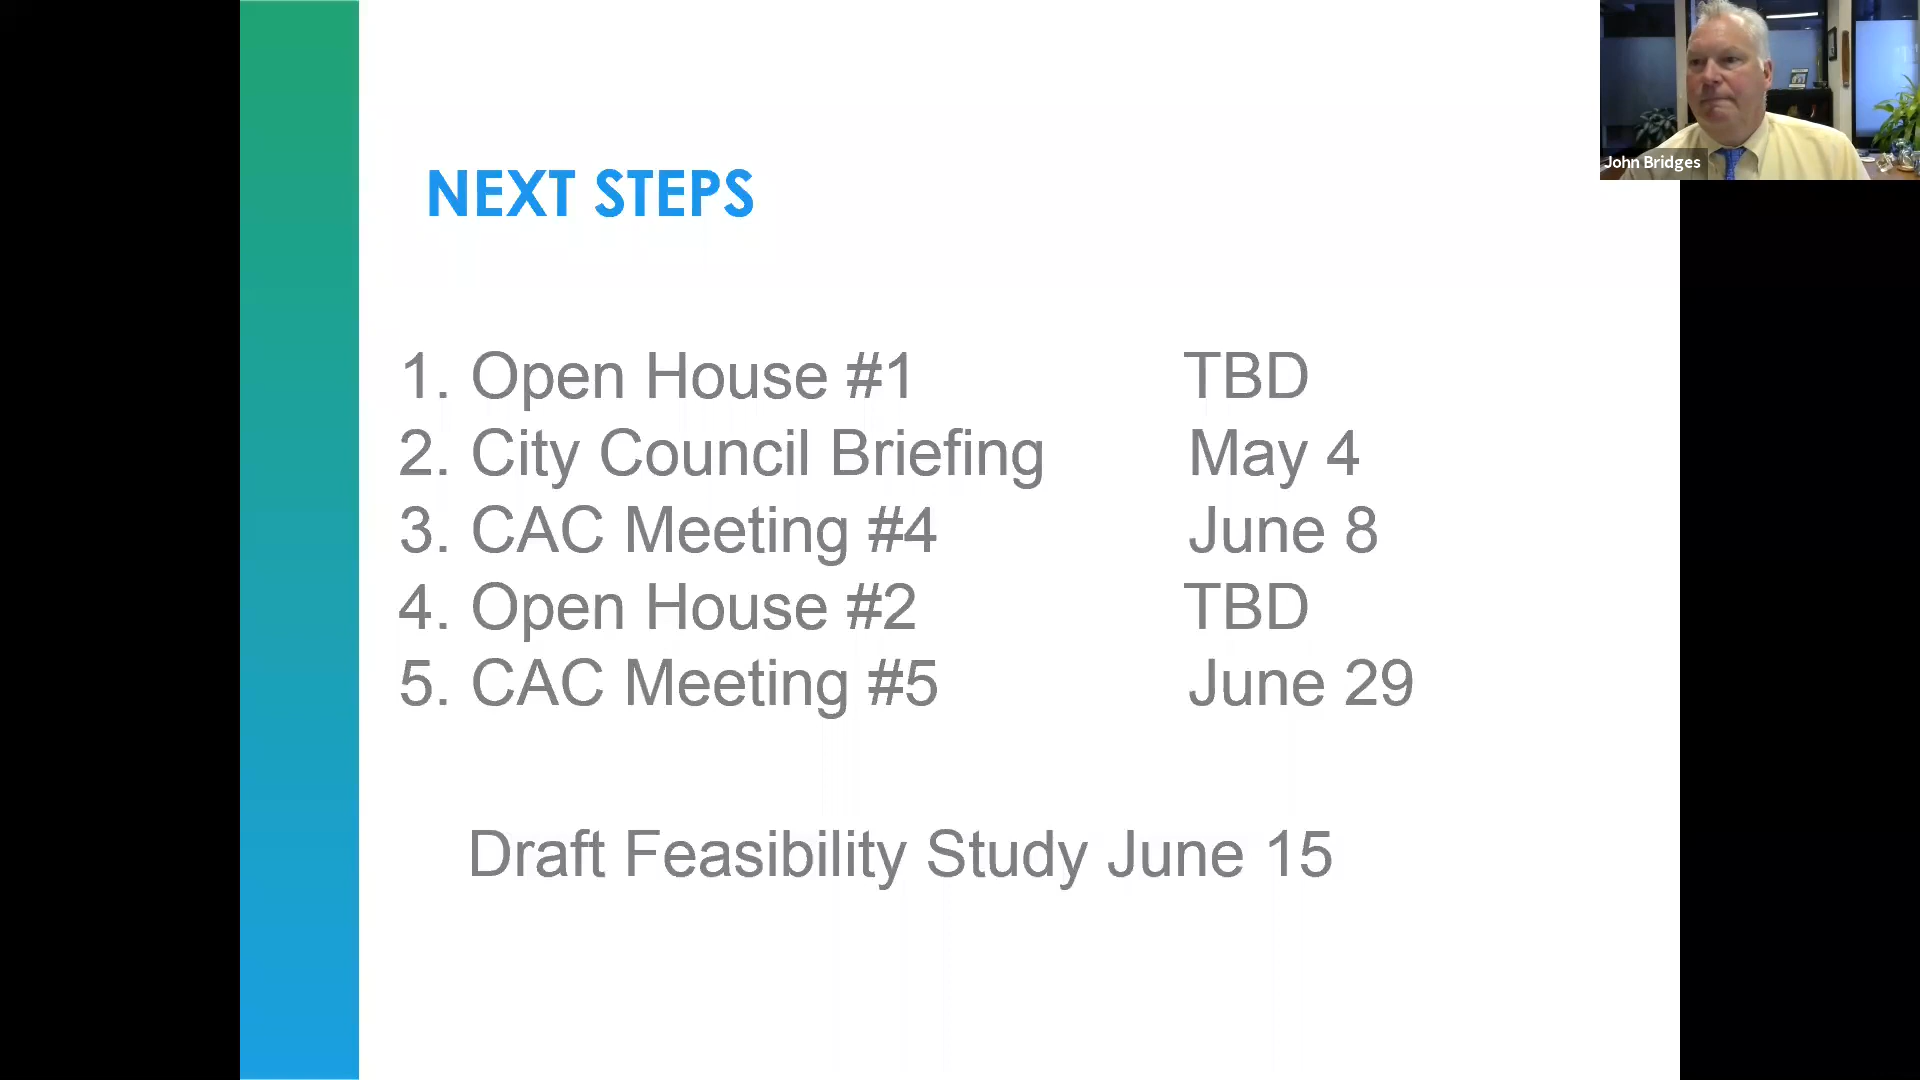 NEXT STEPS
1. Open House #1 TBD
2. City Council Briefing May 4
3. CAC Meeting #4 June 8
4. Open House #2 TBD
5. CAC Meeting #5 June 29
Draft Feasibility Study June 15
John Bridges